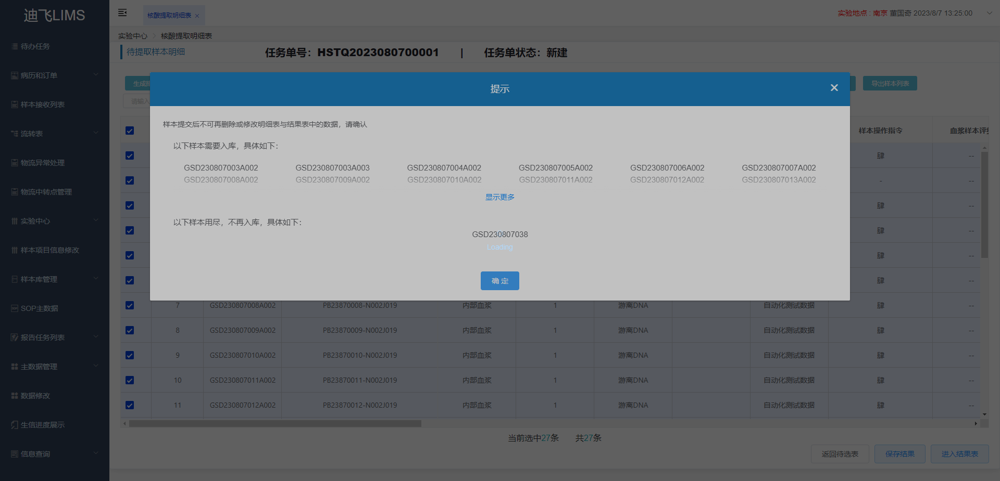 迪飞LIMS
待办任务
病历和订单
样本接收列表
流转表
物流异常处理
物流中转点管理
实验中心
样本项目信息修改
样本库管理
SOP主数据
报告任务列表
主数据管理
数据修改
生信进度展示
信息查询
核酸提取明细表
实验地点 : 南京 董国奇 2023/8/7 13:25:00
实验中心 核酸提取明细表
待提取样本明细 任务单号：HSTQ2023080700001 | 任务单状态：新建
生成 导出样本列表
请输入
提示
样本提交后不可再删除或修改明细表与结果表中的数据，请确认
以下样本需要入库，具体如下：
GSD230807003A002 GSD230807003A003 GSD230807004A002 GSD230807005A002 GSD230807006A002 GSD230807007A002
GSD230807008A002 GSD230807009A002 GSD230807010A002 GSD230807011A002 GSD230807012A002 GSD230807013A002
显示更多
以下样本用尽，不再入库，具体如下：
GSD230807038
Loading
确 定
样本操作指令 血浆样本评
肆 --
- --
肆 --
肆 --
肆 --
肆 --
7 GSD230807008A002 PB23870008-N002J019 内部血浆 1 游离DNA 自动化测试数据 肆 --
8 GSD230807009A002 PB23870009-N002J019 内部血浆 1 游离DNA 自动化测试数据 肆 --
9 GSD230807010A002 PB23870010-N002J019 内部血浆 1 游离DNA 自动化测试数据 肆 --
10 GSD230807011A002 PB23870011-N002J019 内部血浆 1 游离DNA 自动化测试数据 肆 --
11 GSD230807012A002 PB23870012-N002J019 内部血浆 1 游离DNA 自动化测试数据 肆 --
当前选中27条 共27条
返回待选表 保存结果 进入结果表